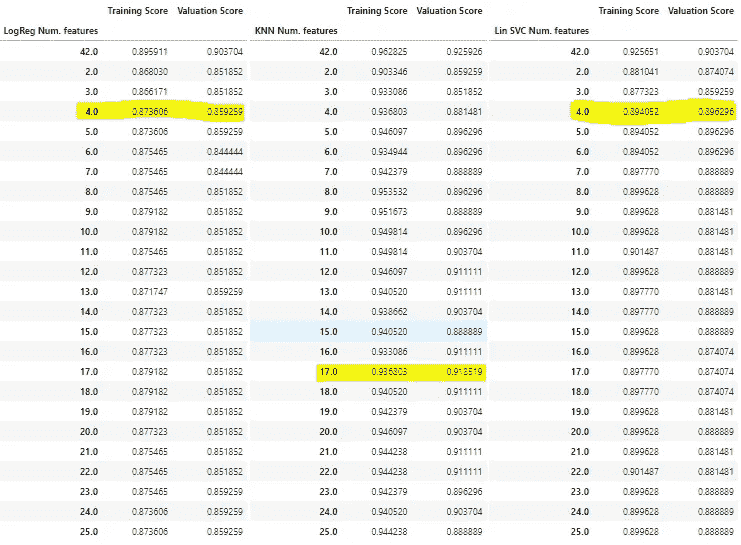 Training Score Valuation Score Training Score Valuation Score Training Score Valuation Score
LogReg Num. features KNN Num. features Lin SVC Num. features
42.0 0.895911 0.903704 42.0 0.962825 0.925926 42.0 0.925651 0.903704
2.0 0.868030 0.851852 2.0 0.903346 0.859259 2.0 0.881041 0.874074
3.0 0.866171 0.851852 3.0 0.933086 0.851852 3.0 0.877323 0.859259
4.0 0.873606 0.859259 4.0 0.936803 0.881481 4.0 0.894052 0.896296
5.0 0.873606 0.859259 5.0 0.946097 0.896296 5.0 0.894052 0.896296
6.0 0.875465 0.844444 6.0 0.934944 0.896296 6.0 0.894052 0.896296
7.0 0.875465 0.844444 7.0 0.942379 0.888889 7.0 0.897770 0.888889
8.0 0.875465 0.851852 8.0 0.953532 0.896296 8.0 0.899628 0.888889
9.0 0.879182 0.851852 9.0 0.951673 0.888889 9.0 0.899628 0.881481
10.0 0.879182 0.851852 10.0 0.949814 0.896296 10.0 0.899628 0.881481
11.0 0.875465 0.851852 11.0 0.949814 0.903704 11.0 0.901487 0.881481
12.0 0.877323 0.851852 12.0 0.946097 0.911111 12.0 0.899628 0.888889
13.0 0.871747 0.859259 13.0 0.940520 0.911111 13.0 0.897770 0.881481
14.0 0.877323 0.851852 14.0 0.938662 0.903704 14.0 0.897770 0.888889
15.0 0.877323 0.851852 15.0 0.940520 0.888889 15.0 0.899628 0.888889
16.0 0.877323 0.851852 16.0 0.933086 0.911111 16.0 0.899628 0.874074
17.0 0.879182 0.851852 17.0 0.936803 0.918519 17.0 0.897770 0.874074
18.0 0.879182 0.851852 18.0 0.940520 0.911111 18.0 0.897770 0.874074
19.0 0.879182 0.851852 19.0 0.942379 0.903704 19.0 0.899628 0.881481
20.0 0.877323 0.851852 20.0 0.946097 0.903704 20.0 0.899628 0.888889
21.0 0.875465 0.851852 21.0 0.944238 0.911111 21.0 0.899628 0.881481
22.0 0.875465 0.851852 22.0 0.944238 0.911111 22.0 0.901487 0.881481
23.0 0.875465 0.859259 23.0 0.942379 0.896296 23.0 0.899628 0.888889
24.0 0.873606 0.859259 24.0 0.940520 0.903704 24.0 0.899628 0.888889
25.0 0.873606 0.859259 25.0 0.944238 0.888889 25.0 0.899628 0.888889